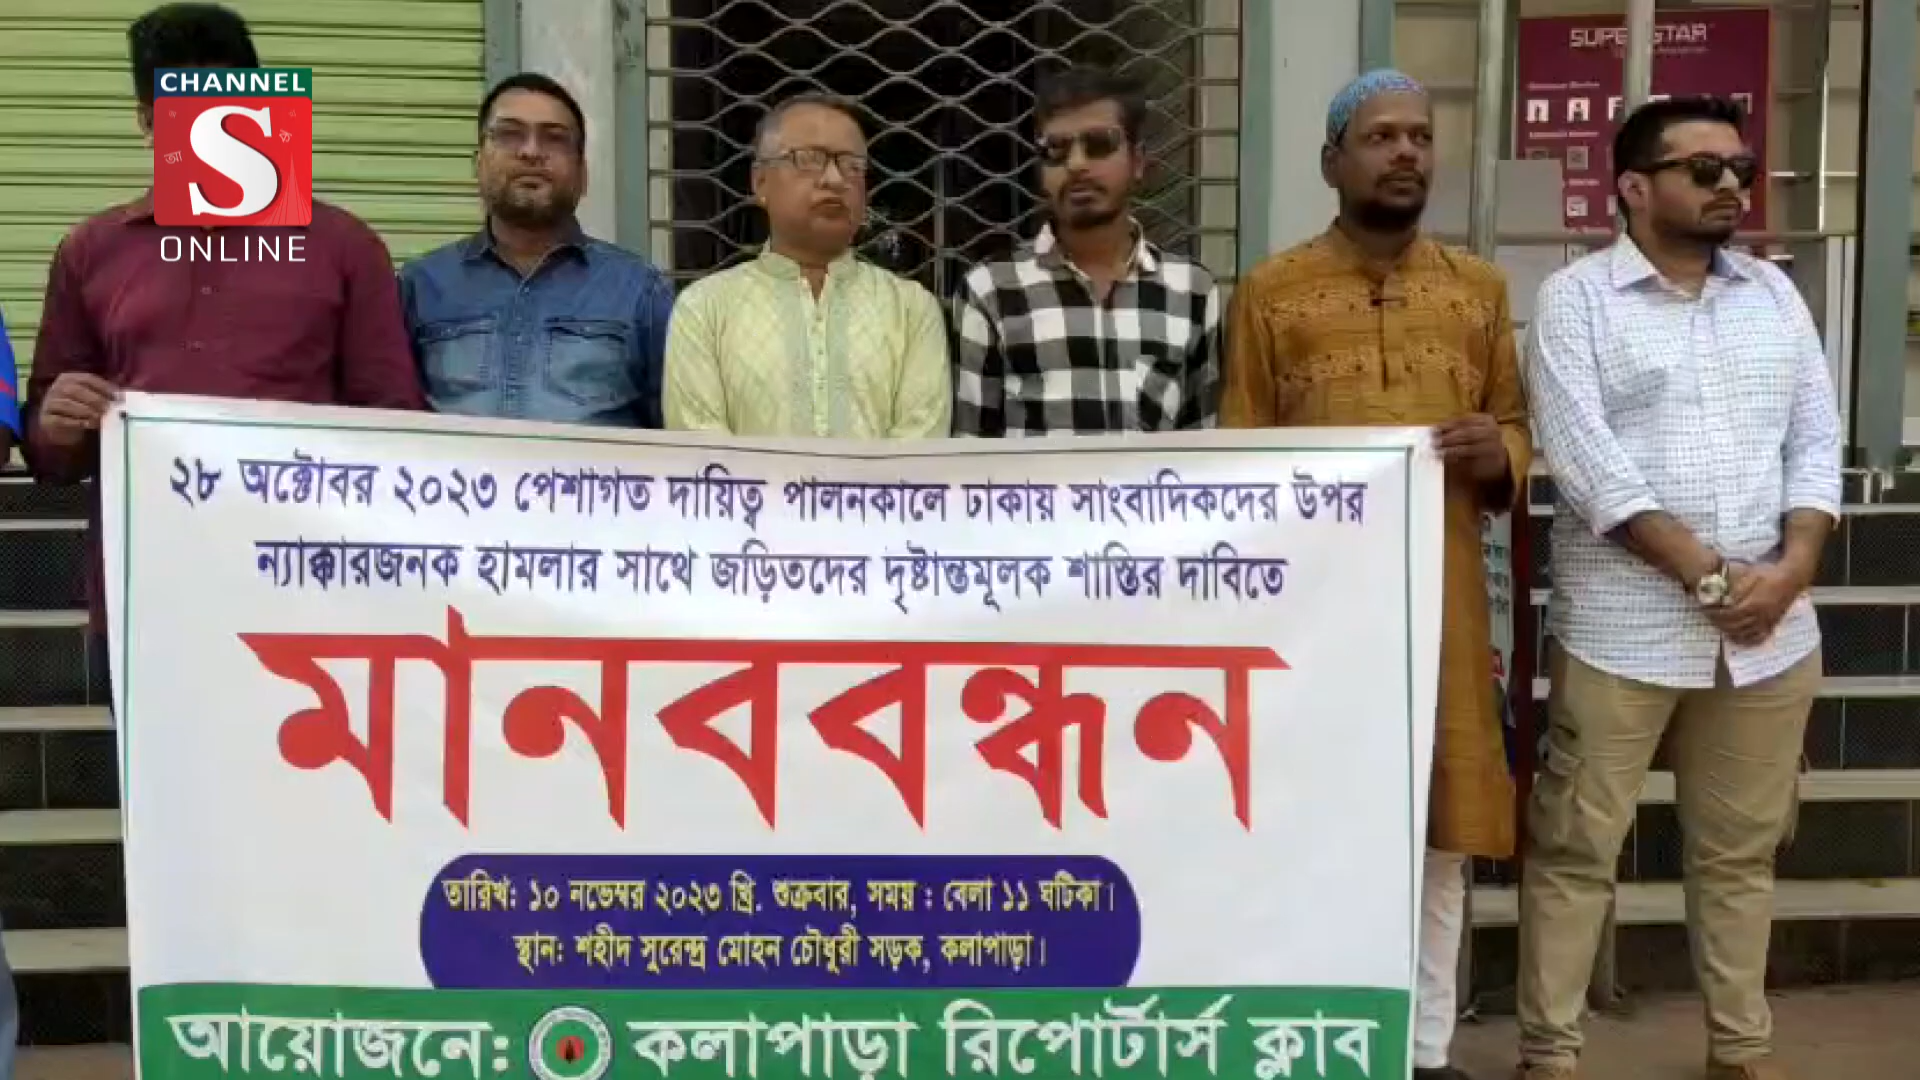 CHANNEL
S
ONLINE
SUPERSTAR
২৮ অক্টোবর ২০২৩ পেশাগত দায়িত্ব পালনকালে ঢাকায় সাংবাদিকদের উপর
ন্যাক্কারজনক হামলার সাথে জড়িতদের দৃষ্টান্তমূলক শাস্তির দাবিতে
মানববন্ধন
তারিখ: ১০ নভেম্বর ২০২৩ খ্রি. শুক্রবার, সময় : বেলা ১১ ঘটিকা।
স্থান: শহীদ সুরেন্দ্র মোহন চৌধুরী সড়ক, কলাপাড়া।
আয়োজনে: কলাপাড়া রিপোর্টার্স ক্লাব